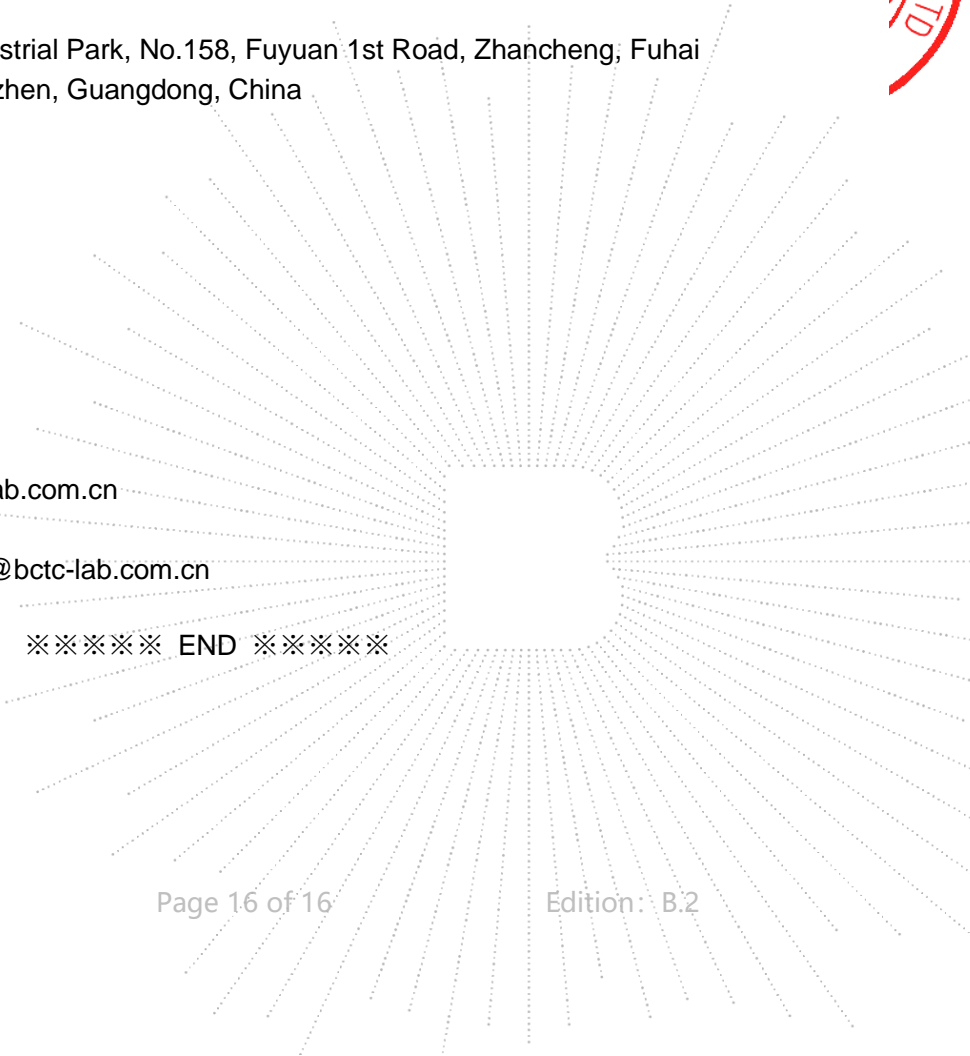 strial Park, No.158, Fuyuan 1st Road, Zhancheng, Fuhai
zhen, Guangdong, China
TD
ab.com.cn
@bctc-lab.com.cn
※※※※※ END ※※※※※
Page 16 of 16 Edition：B.2